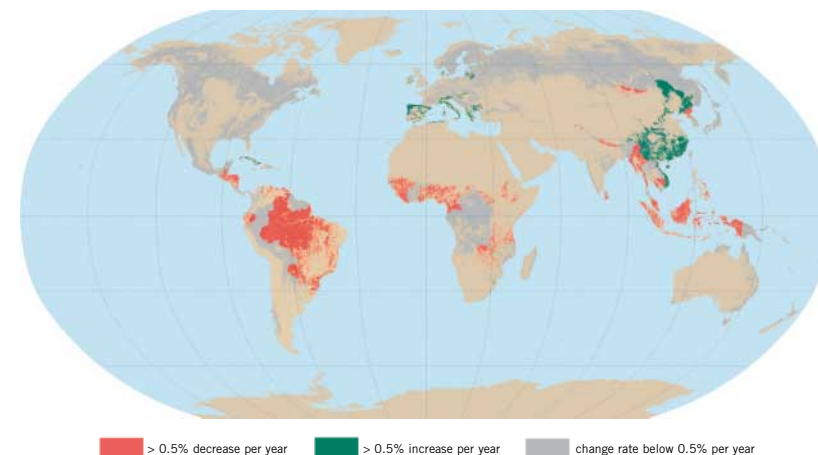 > 0.5% decrease per year > 0.5% increase per year change rate below 0.5% per year